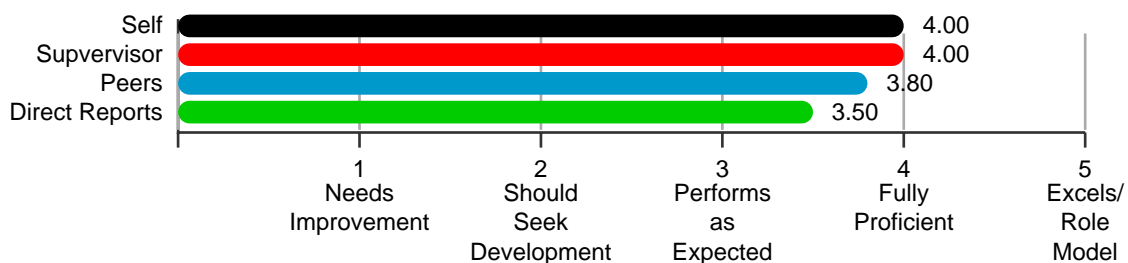 Self 4.00
Supvervisor 4.00
Peers 3.80
Direct Reports 3.50
1 2 3 4 5
Needs Improvement
Should Seek Development
Performs as Expected
Fully Proficient
Excels/ Role Model